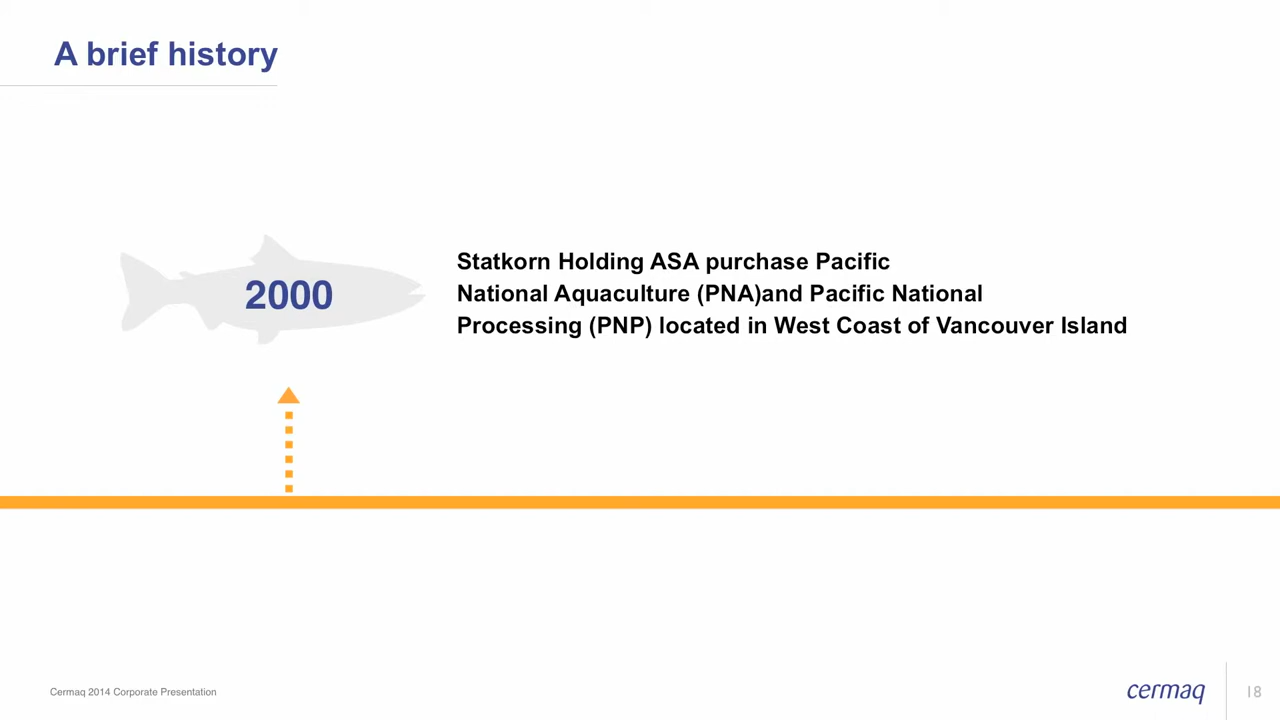 A brief history
2000
Statkorn Holding ASA purchase Pacific
National Aquaculture (PNA)and Pacific National
Processing (PNP) located in West Coast of Vancouver Island
Cermaq 2014 Corporate Presentation
cermaq
18